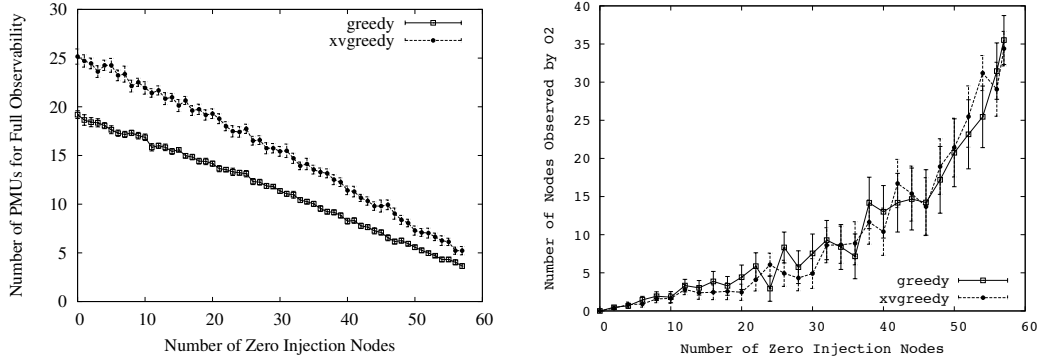 Number of PMUs for Full Observability
30
25
20
15
10
5
0
0 10 20 30 40 50 60
Number of Zero Injection Nodes
greedy
xvgreedy
Number of Nodes Observed by O2
40
35
30
25
20
15
10
5
0
0 10 20 30 40 50 60
Number of Zero Injection Nodes
greedy
xvgreedy